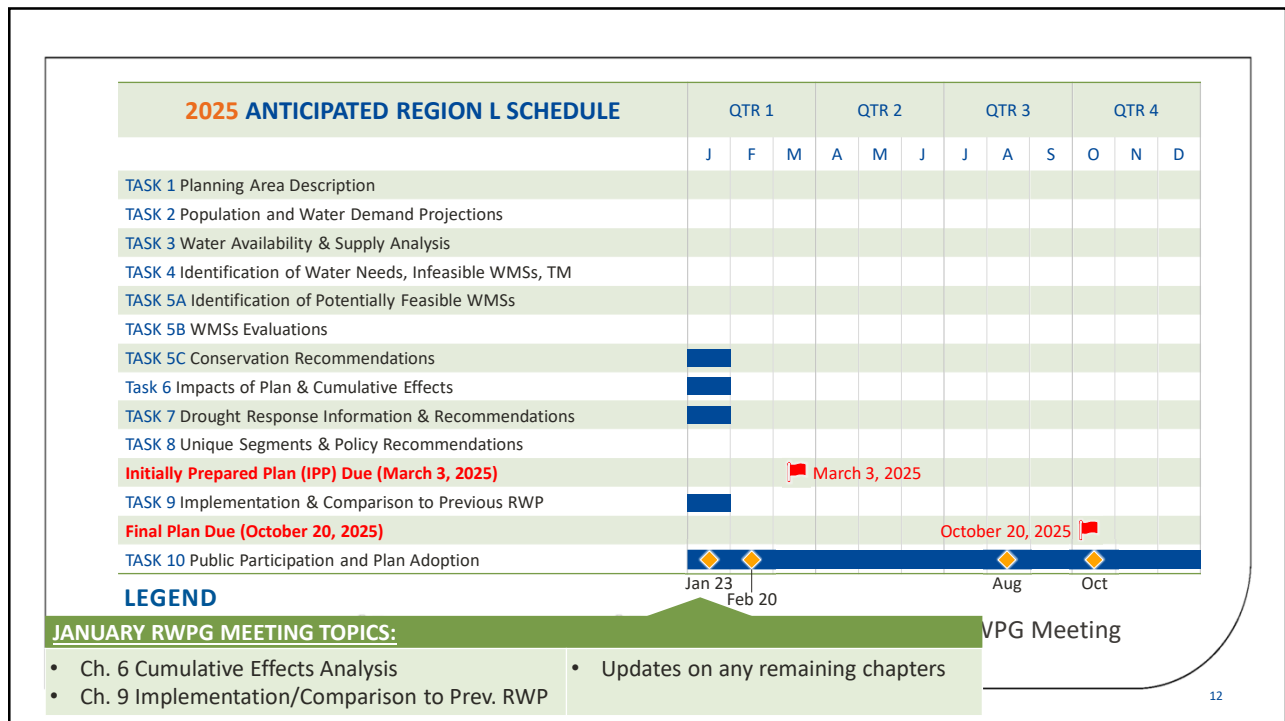 2025 ANTICIPATED REGION L SCHEDULE QTR 1 QTR 2 QTR 3 QTR 4
J F M A M J J A S O N D
TASK 1 Planning Area Description
TASK 2 Population and Water Demand Projections
TASK 3 Water Availability & Supply Analysis
TASK 4 Identification of Water Needs, Infeasible WMSs, TM
TASK 5A Identification of Potentially Feasible WMSs
TASK 5B WMSs Evaluations
TASK 5C Conservation Recommendations
Task 6 Impacts of Plan & Cumulative Effects
TASK 7 Drought Response Information & Recommendations
TASK 8 Unique Segments & Policy Recommendations
Initially Prepared Plan (IPP) Due (March 3, 2025) March 3, 2025
TASK 9 Implementation & Comparison to Previous RWP
Final Plan Due (October 20, 2025) October 20, 2025
TASK 10 Public Participation and Plan Adoption
Jan 23 Feb 20 Aug Oct
LEGEND
JANUARY RWPG MEETING TOPICS: Meeting
• Ch. 6 Cumulative Effects Analysis • Updates on any remaining chapters
• Ch. 9 Implementation/Comparison to Prev. RWP
12